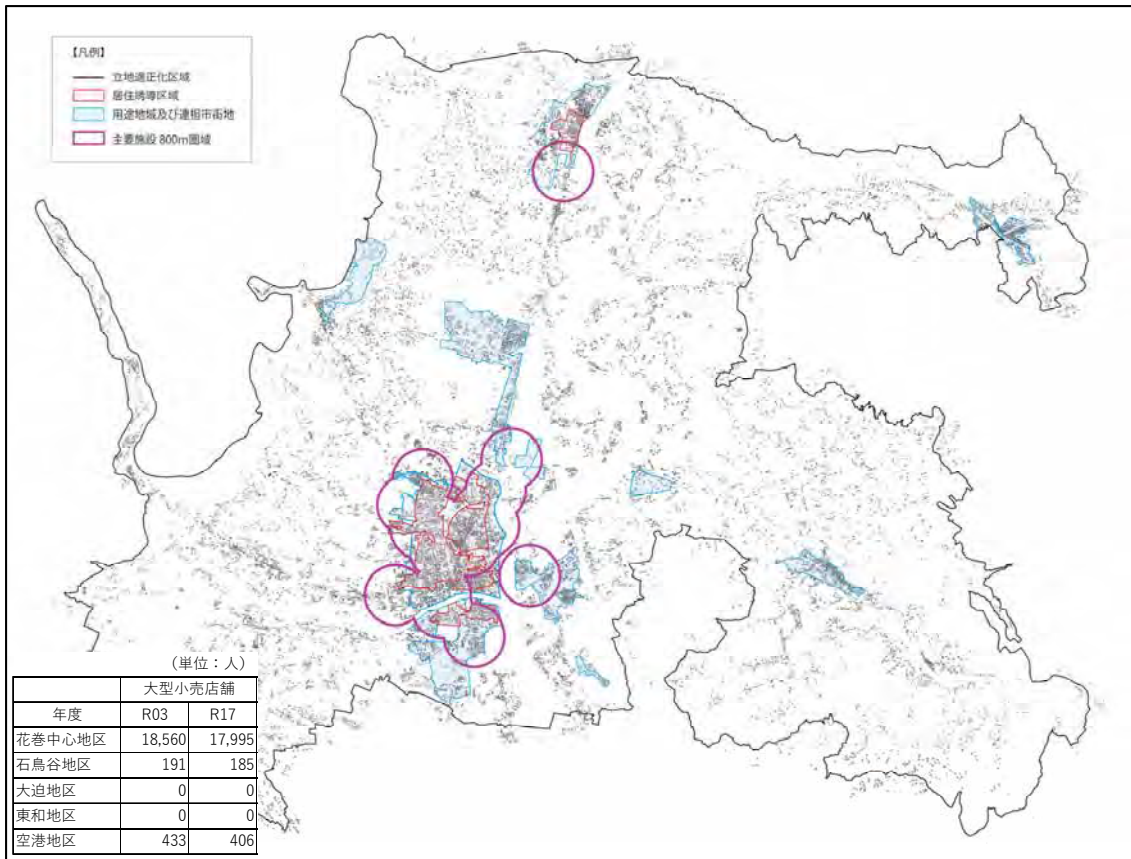 【凡例】
立地適正化区域
居住誘導区域
用途地域及び連担市街地
主要施設 800m圏域
（単位：人）
大型小売店舗
年度 R03 R17
花巻中心地区 18,560 17,995
石鳥谷地区 191 185
大迫地区 0 0
東和地区 0 0
空港地区 433 406